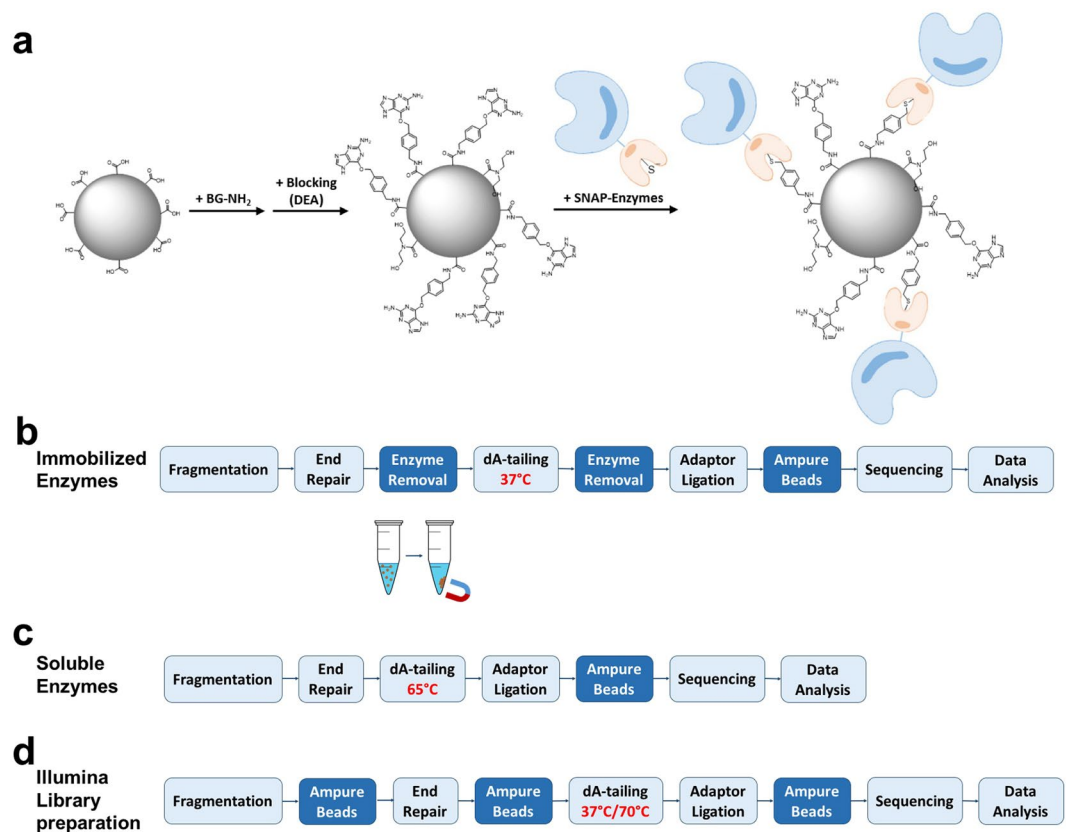 a
+ BG-NH₂
+ Blocking
(DEA)
+ SNAP-Enzymes
b
Immobilized
Enzymes
Fragmentation
End
Repair
Enzyme
Removal
dA-tailing
37°C
Enzyme
Removal
Adaptor
Ligation
Ampure
Beads
Sequencing
Data
Analysis
c
Soluble
Enzymes
Fragmentation
End
Repair
dA-tailing
65°C
Adaptor
Ligation
Ampure
Beads
Sequencing
Data
Analysis
d
Illumina
Library
preparation
Fragmentation
Ampure
Beads
End
Repair
Ampure
Beads
dA-tailing
37°C/70°C
Adaptor
Ligation
Ampure
Beads
Sequencing
Data
Analysis